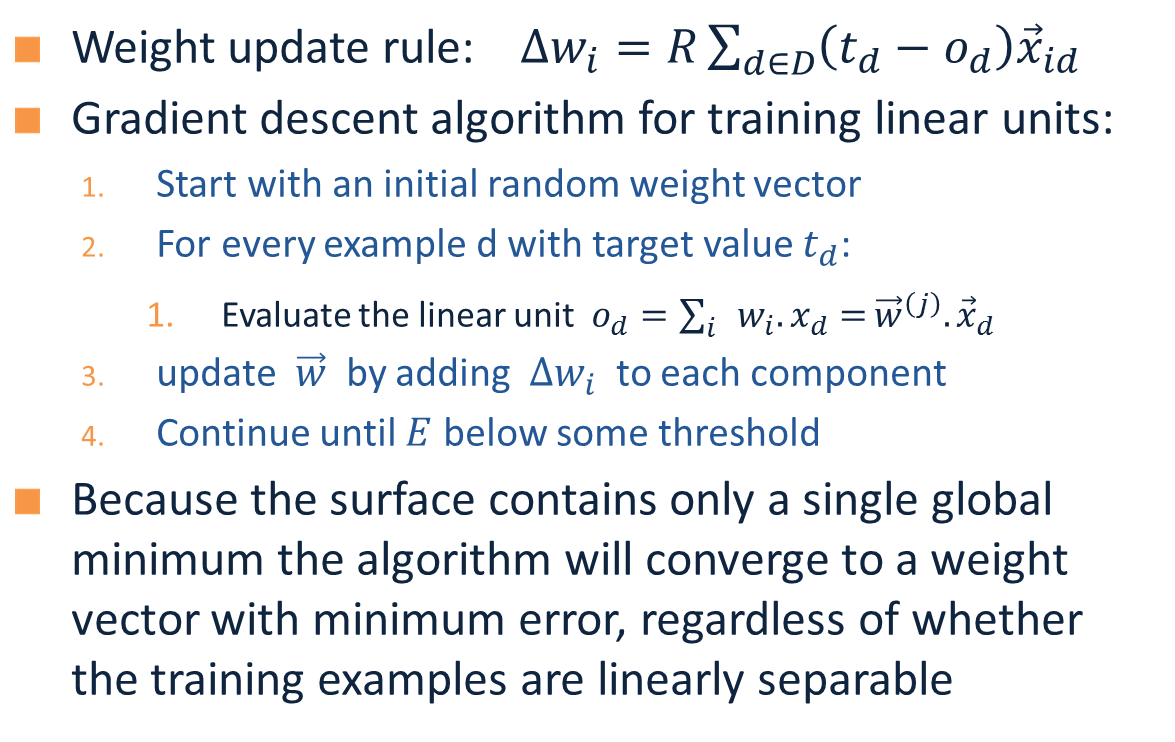 ■ Weight update rule: Δwᵢ = R ∑_{d∈D}(t_d − o_d)x⃗_{id}
■ Gradient descent algorithm for training linear units:
1. Start with an initial random weight vector
2. For every example d with target value t_d:
1. Evaluate the linear unit o_d = ∑ᵢ wᵢ. x_d = w⃗^{(j)}. x⃗_d
3. update w⃗ by adding Δwᵢ to each component
4. Continue until E below some threshold
■ Because the surface contains only a single global
minimum the algorithm will converge to a weight
vector with minimum error, regardless of whether
the training examples are linearly separable